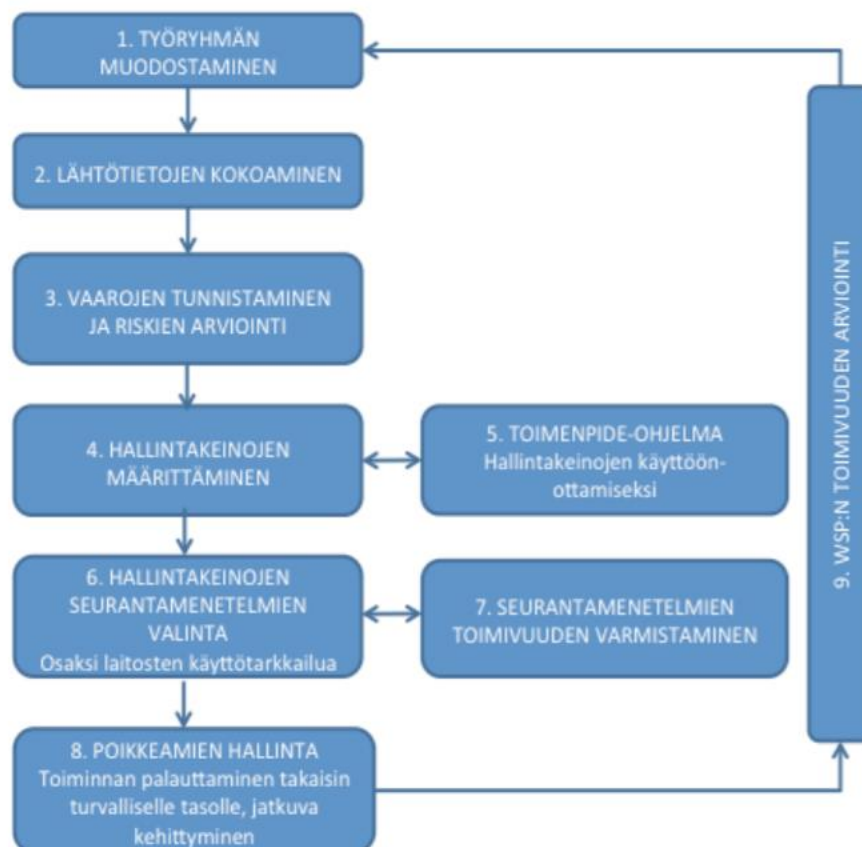 1. TYÖRYHMÄN
MUODOSTAMINEN
2. LÄHTÖTIETOJEN KOKOAMINEN
3. VAAROJEN TUNNISTAMINEN
JA RISKIEN ARVIOINTI
4. HALLINTAKEINOJEN
MÄÄRITTÄMINEN
5. TOIMENPIDE-OHJELMA
Hallintakeinojen käyttöön-
ottamiseksi
6. HALLINTAKEINOJEN
SEURANTAMENETELMIEN
VALINTA
Osaksi laitosten käyttötarkkailua
7. SEURANTAMENETELMIEN
TOIMIVUUDEN VARMISTAMINEN
8. POIKKEAMIEN HALLINTA
Toiminnan palauttaminen takaisin
turvalliselle tasolle, jatkuva
kehittyminen
9. WSP:N TOIMIVUUDEN ARVIOINTI